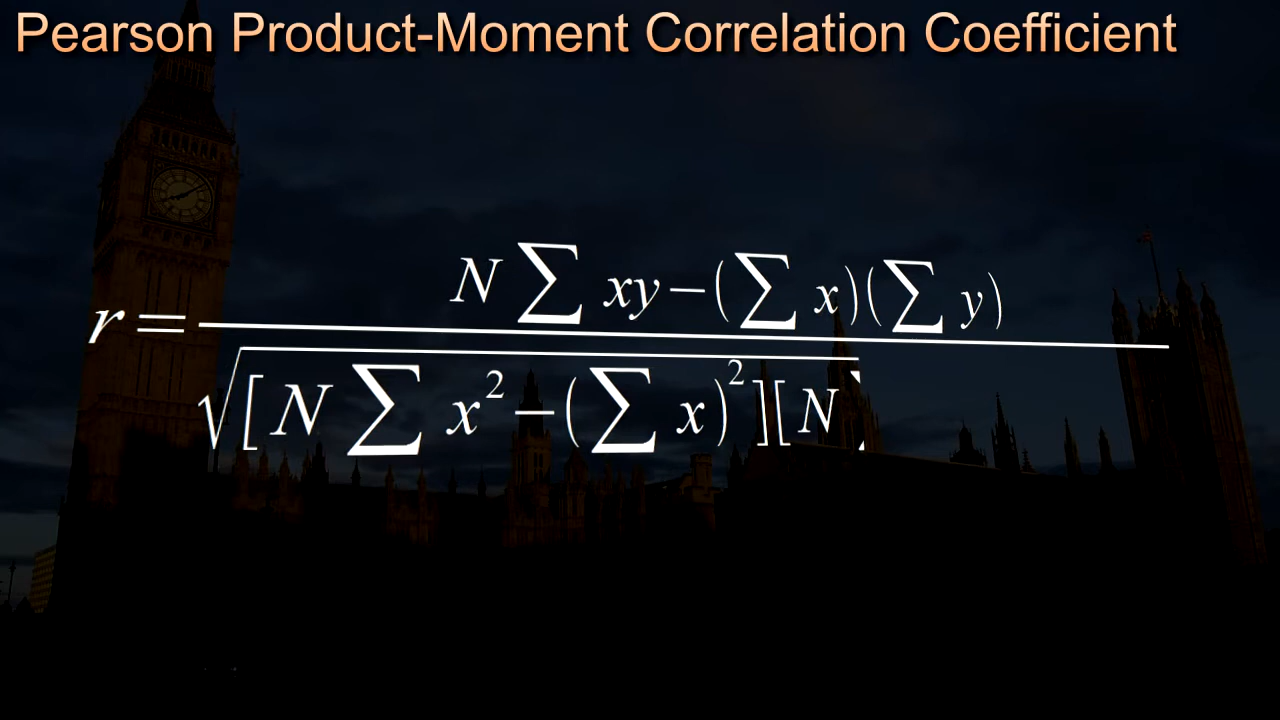 Pearson Product-Moment Correlation Coefficient
N∑xy−(∑x)(∑y)
r=
√[N∑x²−(∑x)²][N